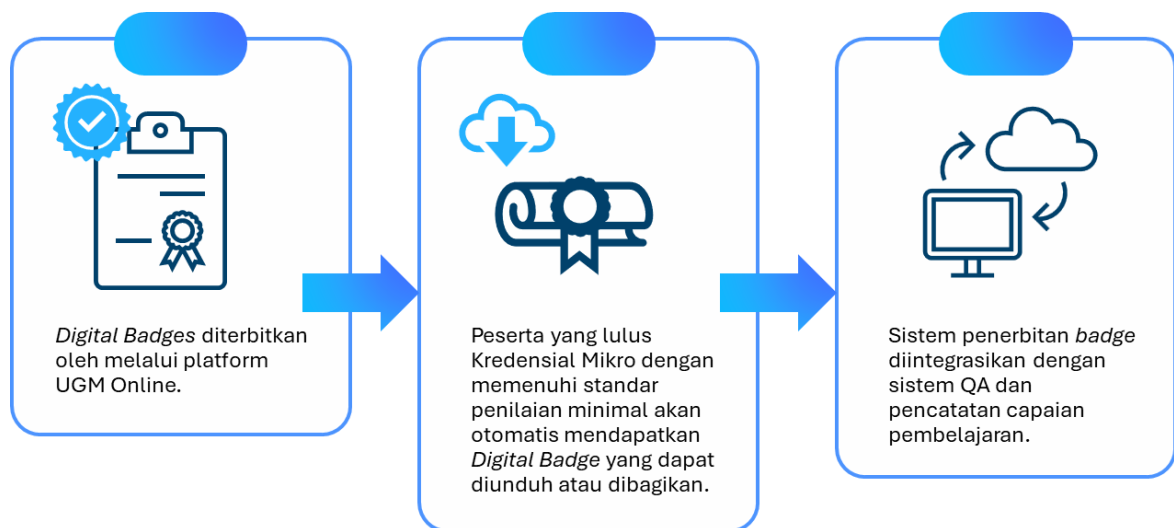 Digital Badges diterbitkan
oleh melalui platform
UGM Online.
Peserta yang lulus
Kredensial Mikro dengan
memenuhi standar
penilaian minimal akan
otomatis mendapatkan
Digital Badge yang dapat
diunduh atau dibagikan.
Sistem penerbitan badge
diintegrasikan dengan
sistem QA dan
pencatatan capaian
pembelajaran.